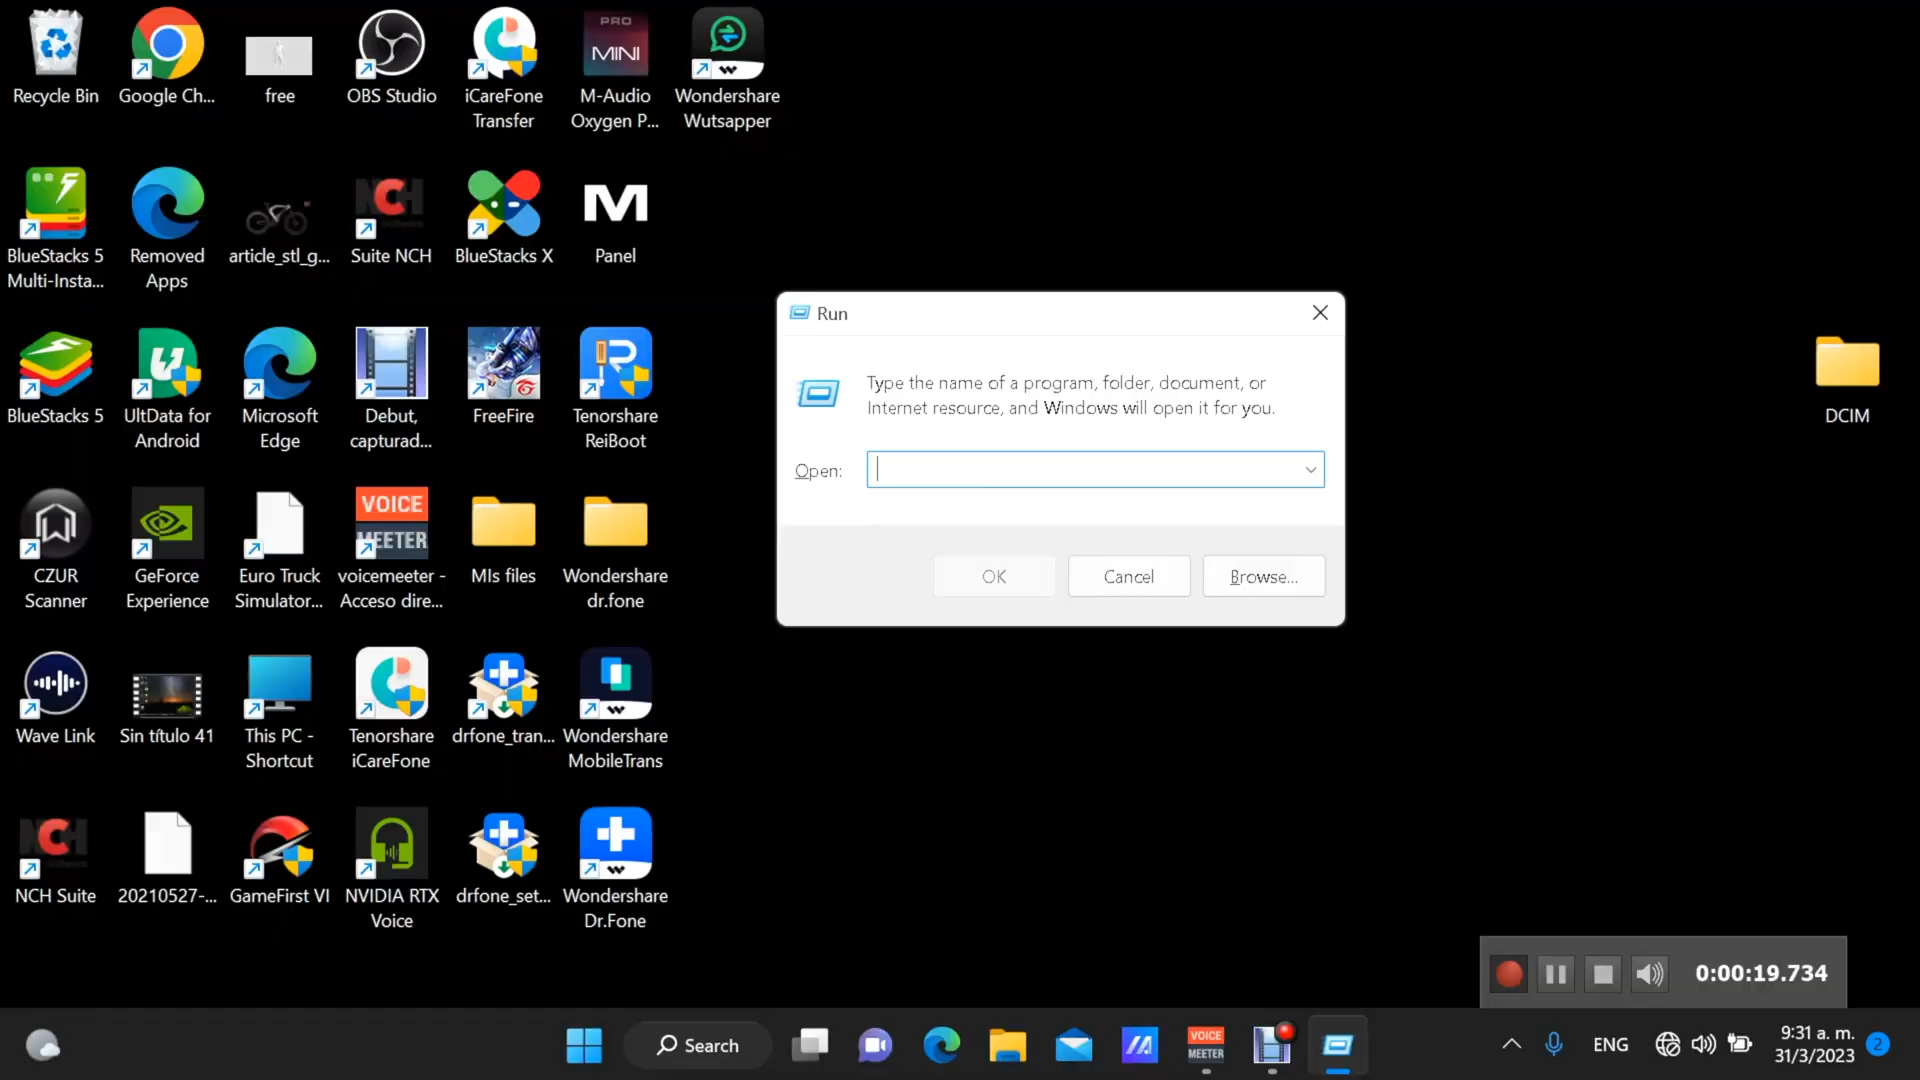 Recycle Bin
Google Ch...
free
OBS Studio
iCareFone
Transfer
PRO
MINI
M-Audio
Oxygen P...
Wondershare
Wutsapper
BlueStacks 5
Multi-Insta...
Removed
Apps
article_stl_g...
NCH
Suite NCH
BlueStacks X
M
Panel
BlueStacks 5
UltData for
Android
Microsoft
Edge
Debut,
capturad...
FreeFire
Tenorshare
ReiBoot
CZUR
Scanner
GeForce
Experience
Euro Truck
Simulator...
VOICE
MEETER
voicemeeter -
Acceso dire...
MIs files
Wondershare
dr.fone
Wave Link
Sin título 41
This PC -
Shortcut
Tenorshare
iCareFone
drfone_tran...
Wondershare
MobileTrans
NCH
NCH Suite
20210527-...
GameFirst VI
NVIDIA RTX
Voice
drfone_set...
Wondershare
Dr.Fone
Run
Type the name of a program, folder, document, or
Internet resource, and Windows will open it for you.
Open:
OK
Cancel
Browse...
DCIM
0:00:19.734
Search
VOICE
MEETER
ENG
9:31 a. m.
31/3/2023
2